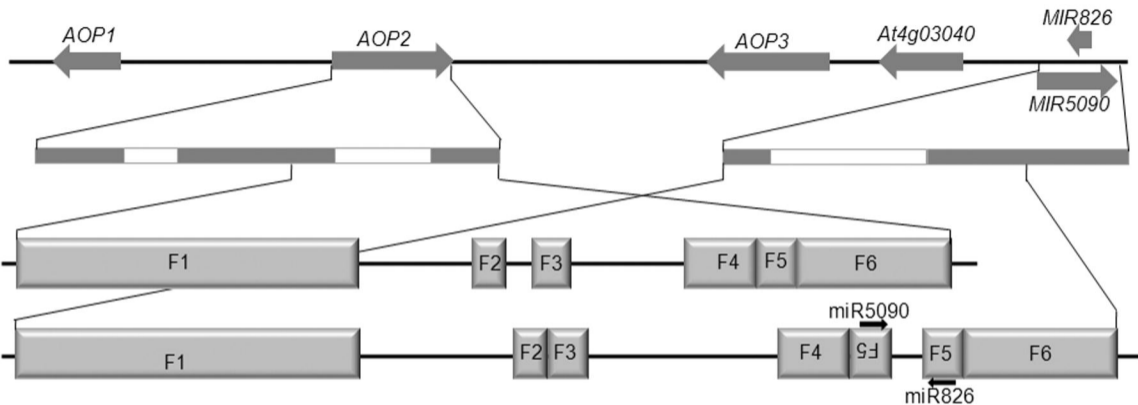 AOP1 AOP2 AOP3 At4g03040 MIR826
MIR5090
F1 F2 F3 F4 F5 F6
miR5090
F1 F2 F3 F4 F5 F5 F6
miR826